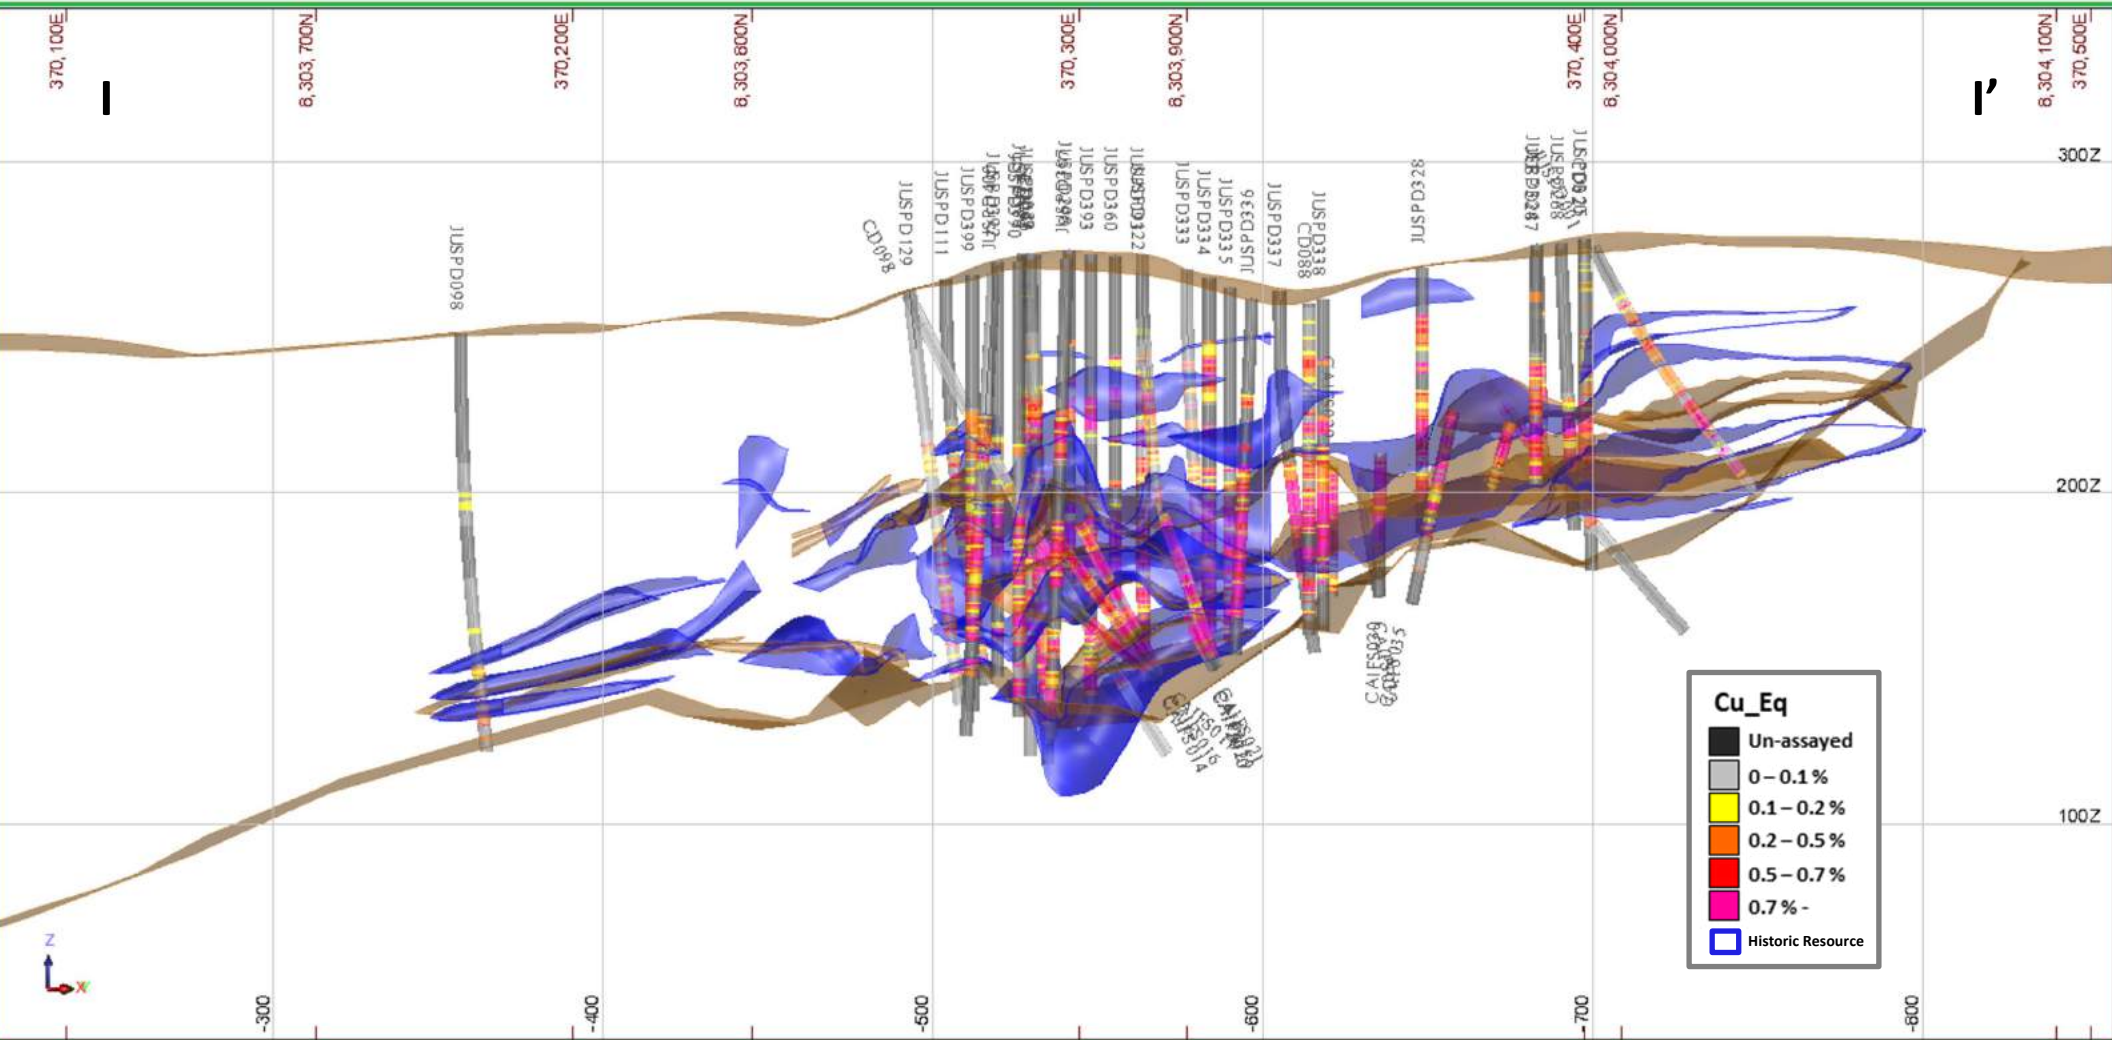 370,100E
8,303,700N
370,200E
8,303,800N
370,300E
8,303,900N
370,400E
8,304,000N
8,304,100N
370,500E
I
I’
300Z
200Z
100Z
JUSPD098
CD098
JUSPD129
JUSPD111
JUSPD399
JUSPD393
JUSPD360
JUSPD333
JUSPD334
JUSPD335
JUSPD336
JUSPD337
CD088
JUSPD338
JUSPD328
Cu_Eq
Un-assayed
0 – 0.1 %
0.1 – 0.2 %
0.2 – 0.5 %
0.5 – 0.7 %
0.7 % -
Historic Resource
Z
X
-300
-400
-500
-600
-700
-800